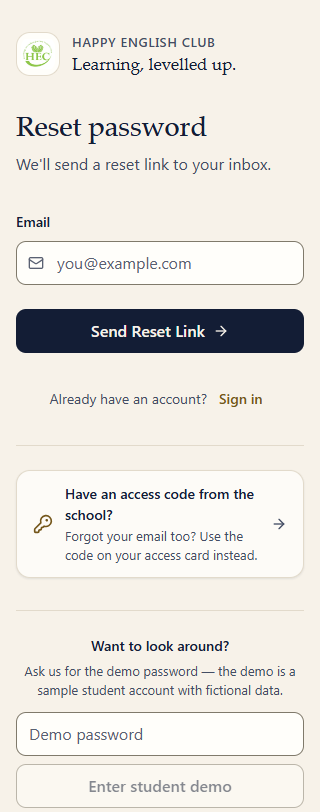 HEC
HAPPY ENGLISH CLUB
Learning, levelled up.
Reset password
We'll send a reset link to your inbox.
Email
you@example.com
Send Reset Link →
Already have an account? Sign in
Have an access code from the
school?
Forgot your email too? Use the
code on your access card instead.
Want to look around?
Ask us for the demo password — the demo is a
sample student account with fictional data.
Demo password
Enter student demo